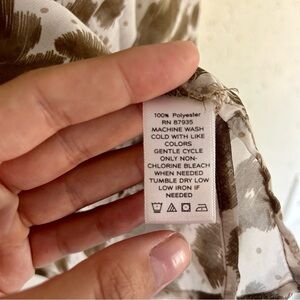 100% Polyester
RN 87935
MACHINE WASH
COLD WITH LIKE
COLORS
GENTLE CYCLE
ONLY NON-
CHLORINE BLEACH
WHEN NEEDED
TUMBLE DRY LOW
LOW IRON IF
NEEDED